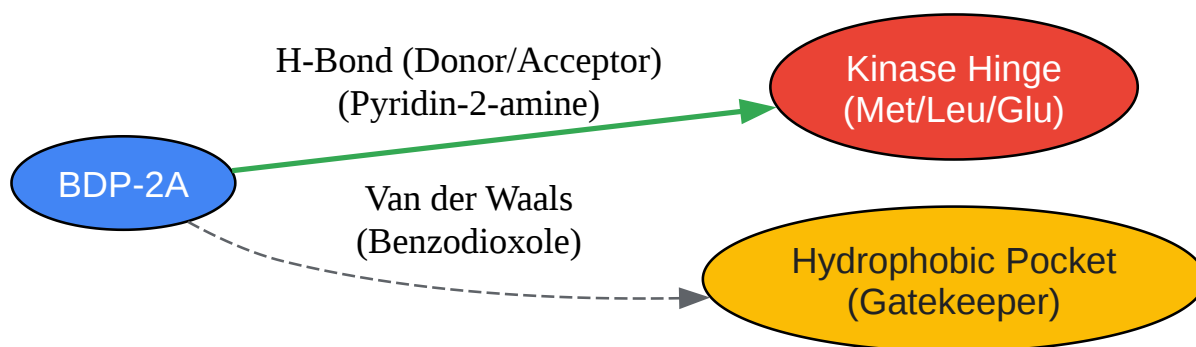 H-Bond (Donor/Acceptor)
(Pyridin-2-amine)
Kinase Hinge
(Met/Leu/Glu)
BDP-2A
Van der Waals
(Benzodioxole)
Hydrophobic Pocket
(Gatekeeper)